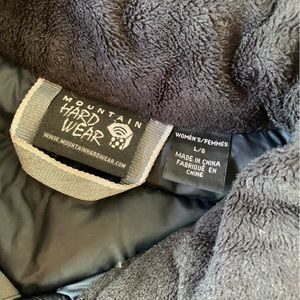 MOUNTAIN
HARD
WEAR
WWW.MOUNTAINHARDWEAR.COM
WOMEN'S/FEMMES
L/G
MADE IN CHINA
FABRIQUÉ EN
CHINE